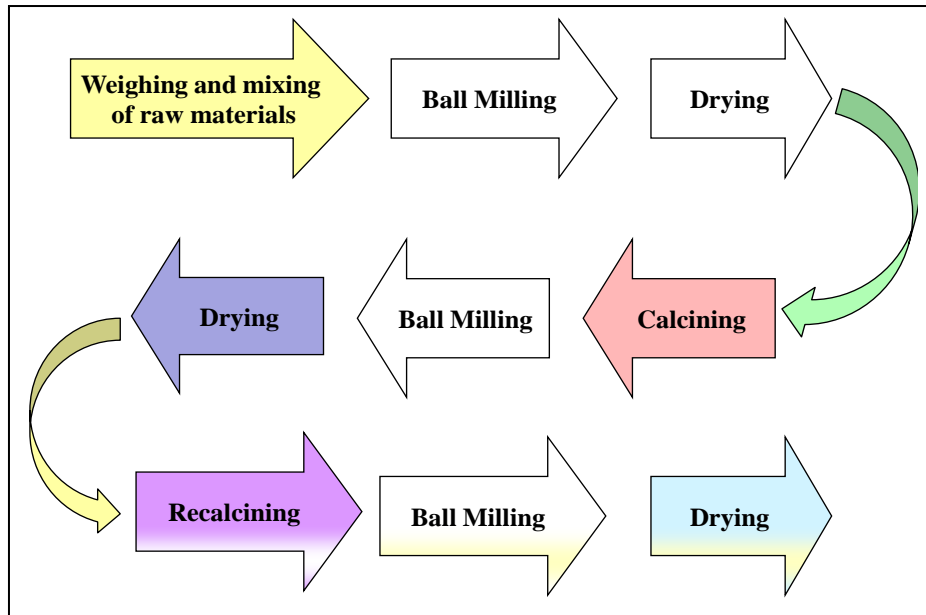 Weighing and mixing
of raw materials
Ball Milling
Drying
Calcining
Ball Milling
Drying
Recalcining
Ball Milling
Drying